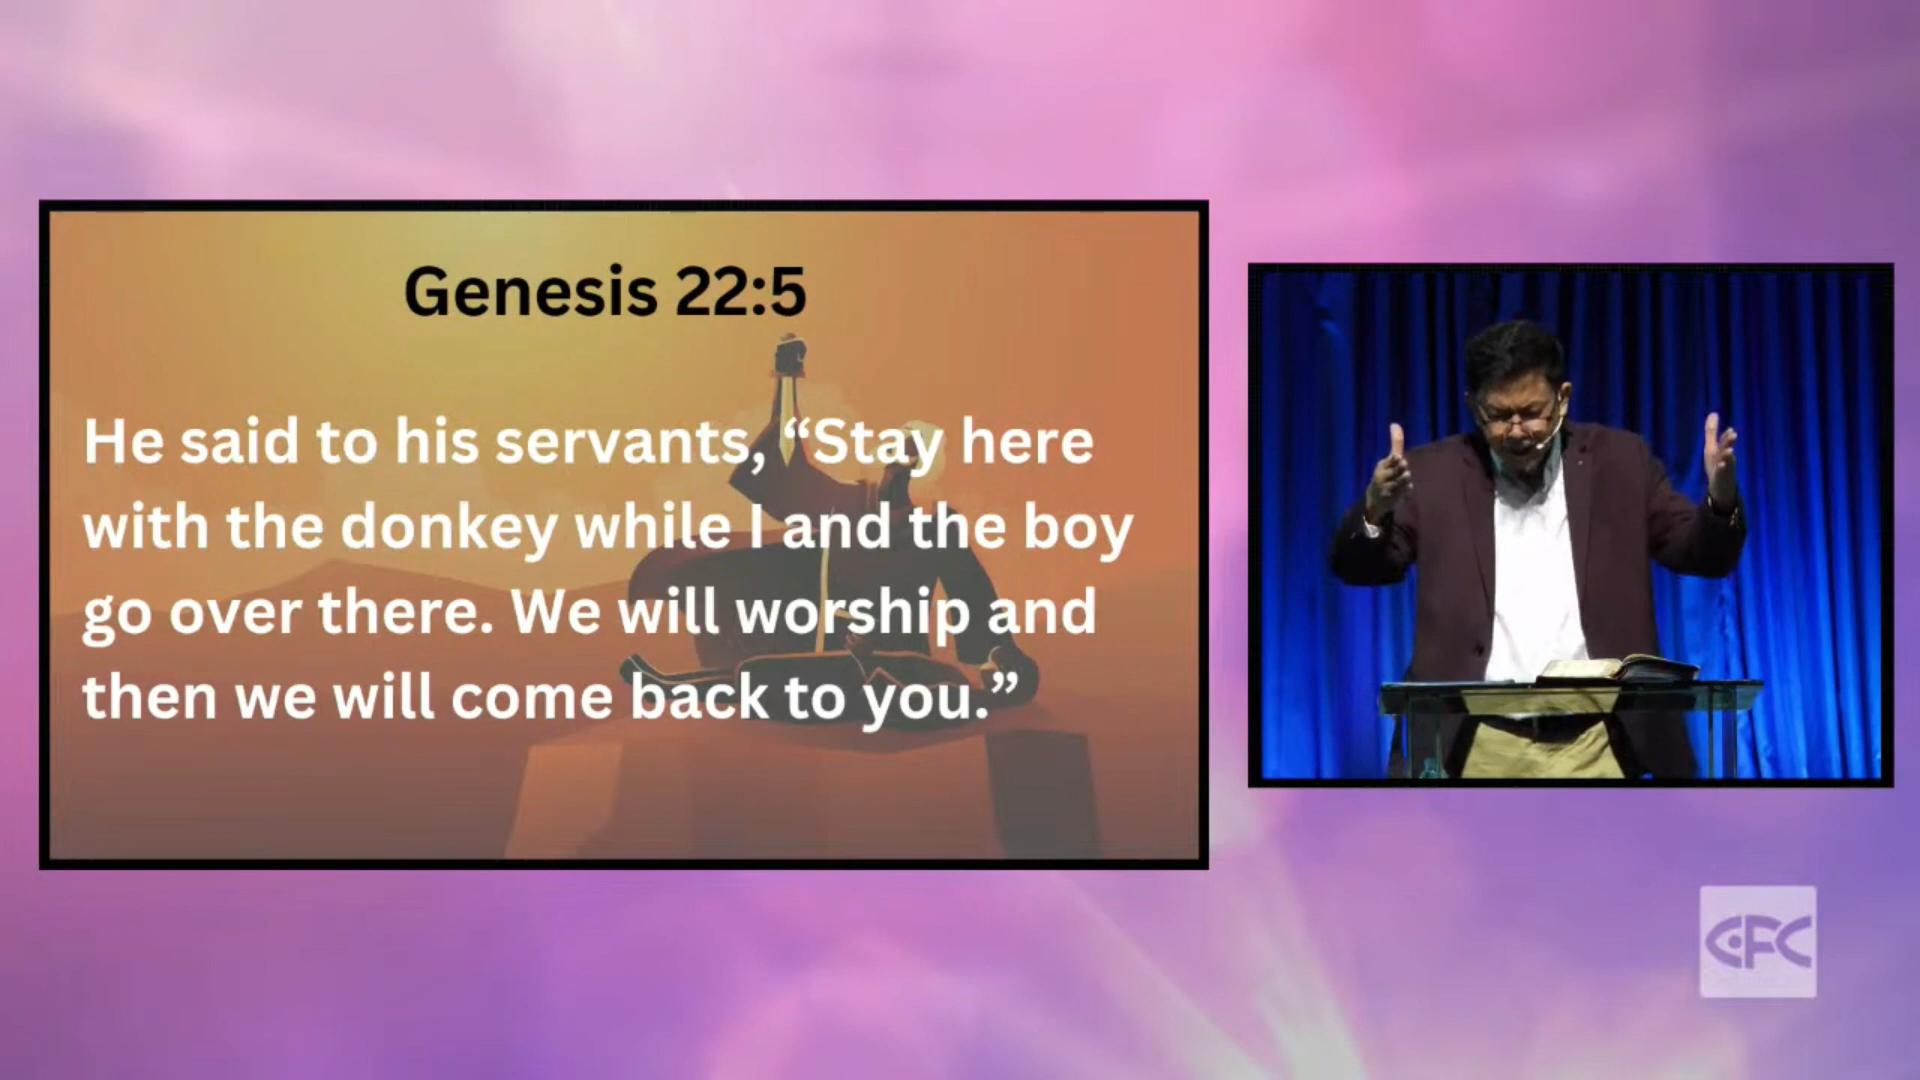 Genesis 22:5
He said to his servants, “Stay here
with the donkey while I and the boy
go over there. We will worship and
then we will come back to you.”
CFC